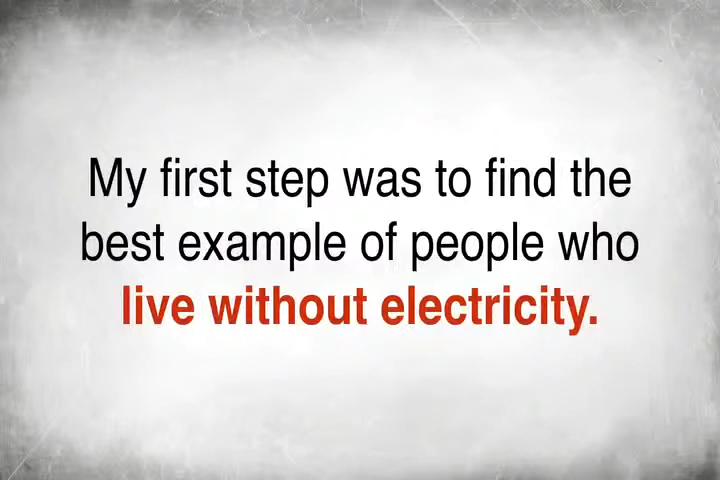 My first step was to find the
best example of people who
live without electricity.